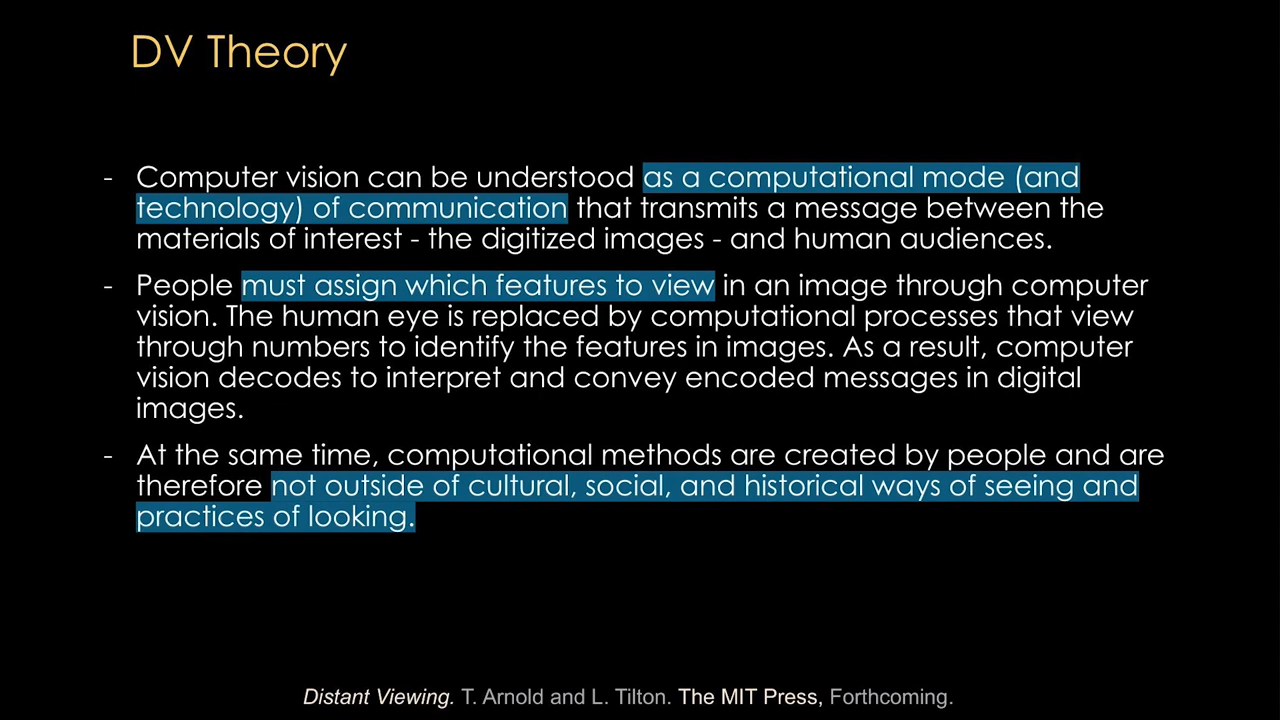 DV Theory
- Computer vision can be understood as a computational mode (and
technology) of communication that transmits a message between the
materials of interest - the digitized images - and human audiences.
- People must assign which features to view in an image through computer
vision. The human eye is replaced by computational processes that view
through numbers to identify the features in images. As a result, computer
vision decodes to interpret and convey encoded messages in digital
images.
- At the same time, computational methods are created by people and are
therefore not outside of cultural, social, and historical ways of seeing and
practices of looking.
Distant Viewing. T. Arnold and L. Tilton. The MIT Press, Forthcoming.